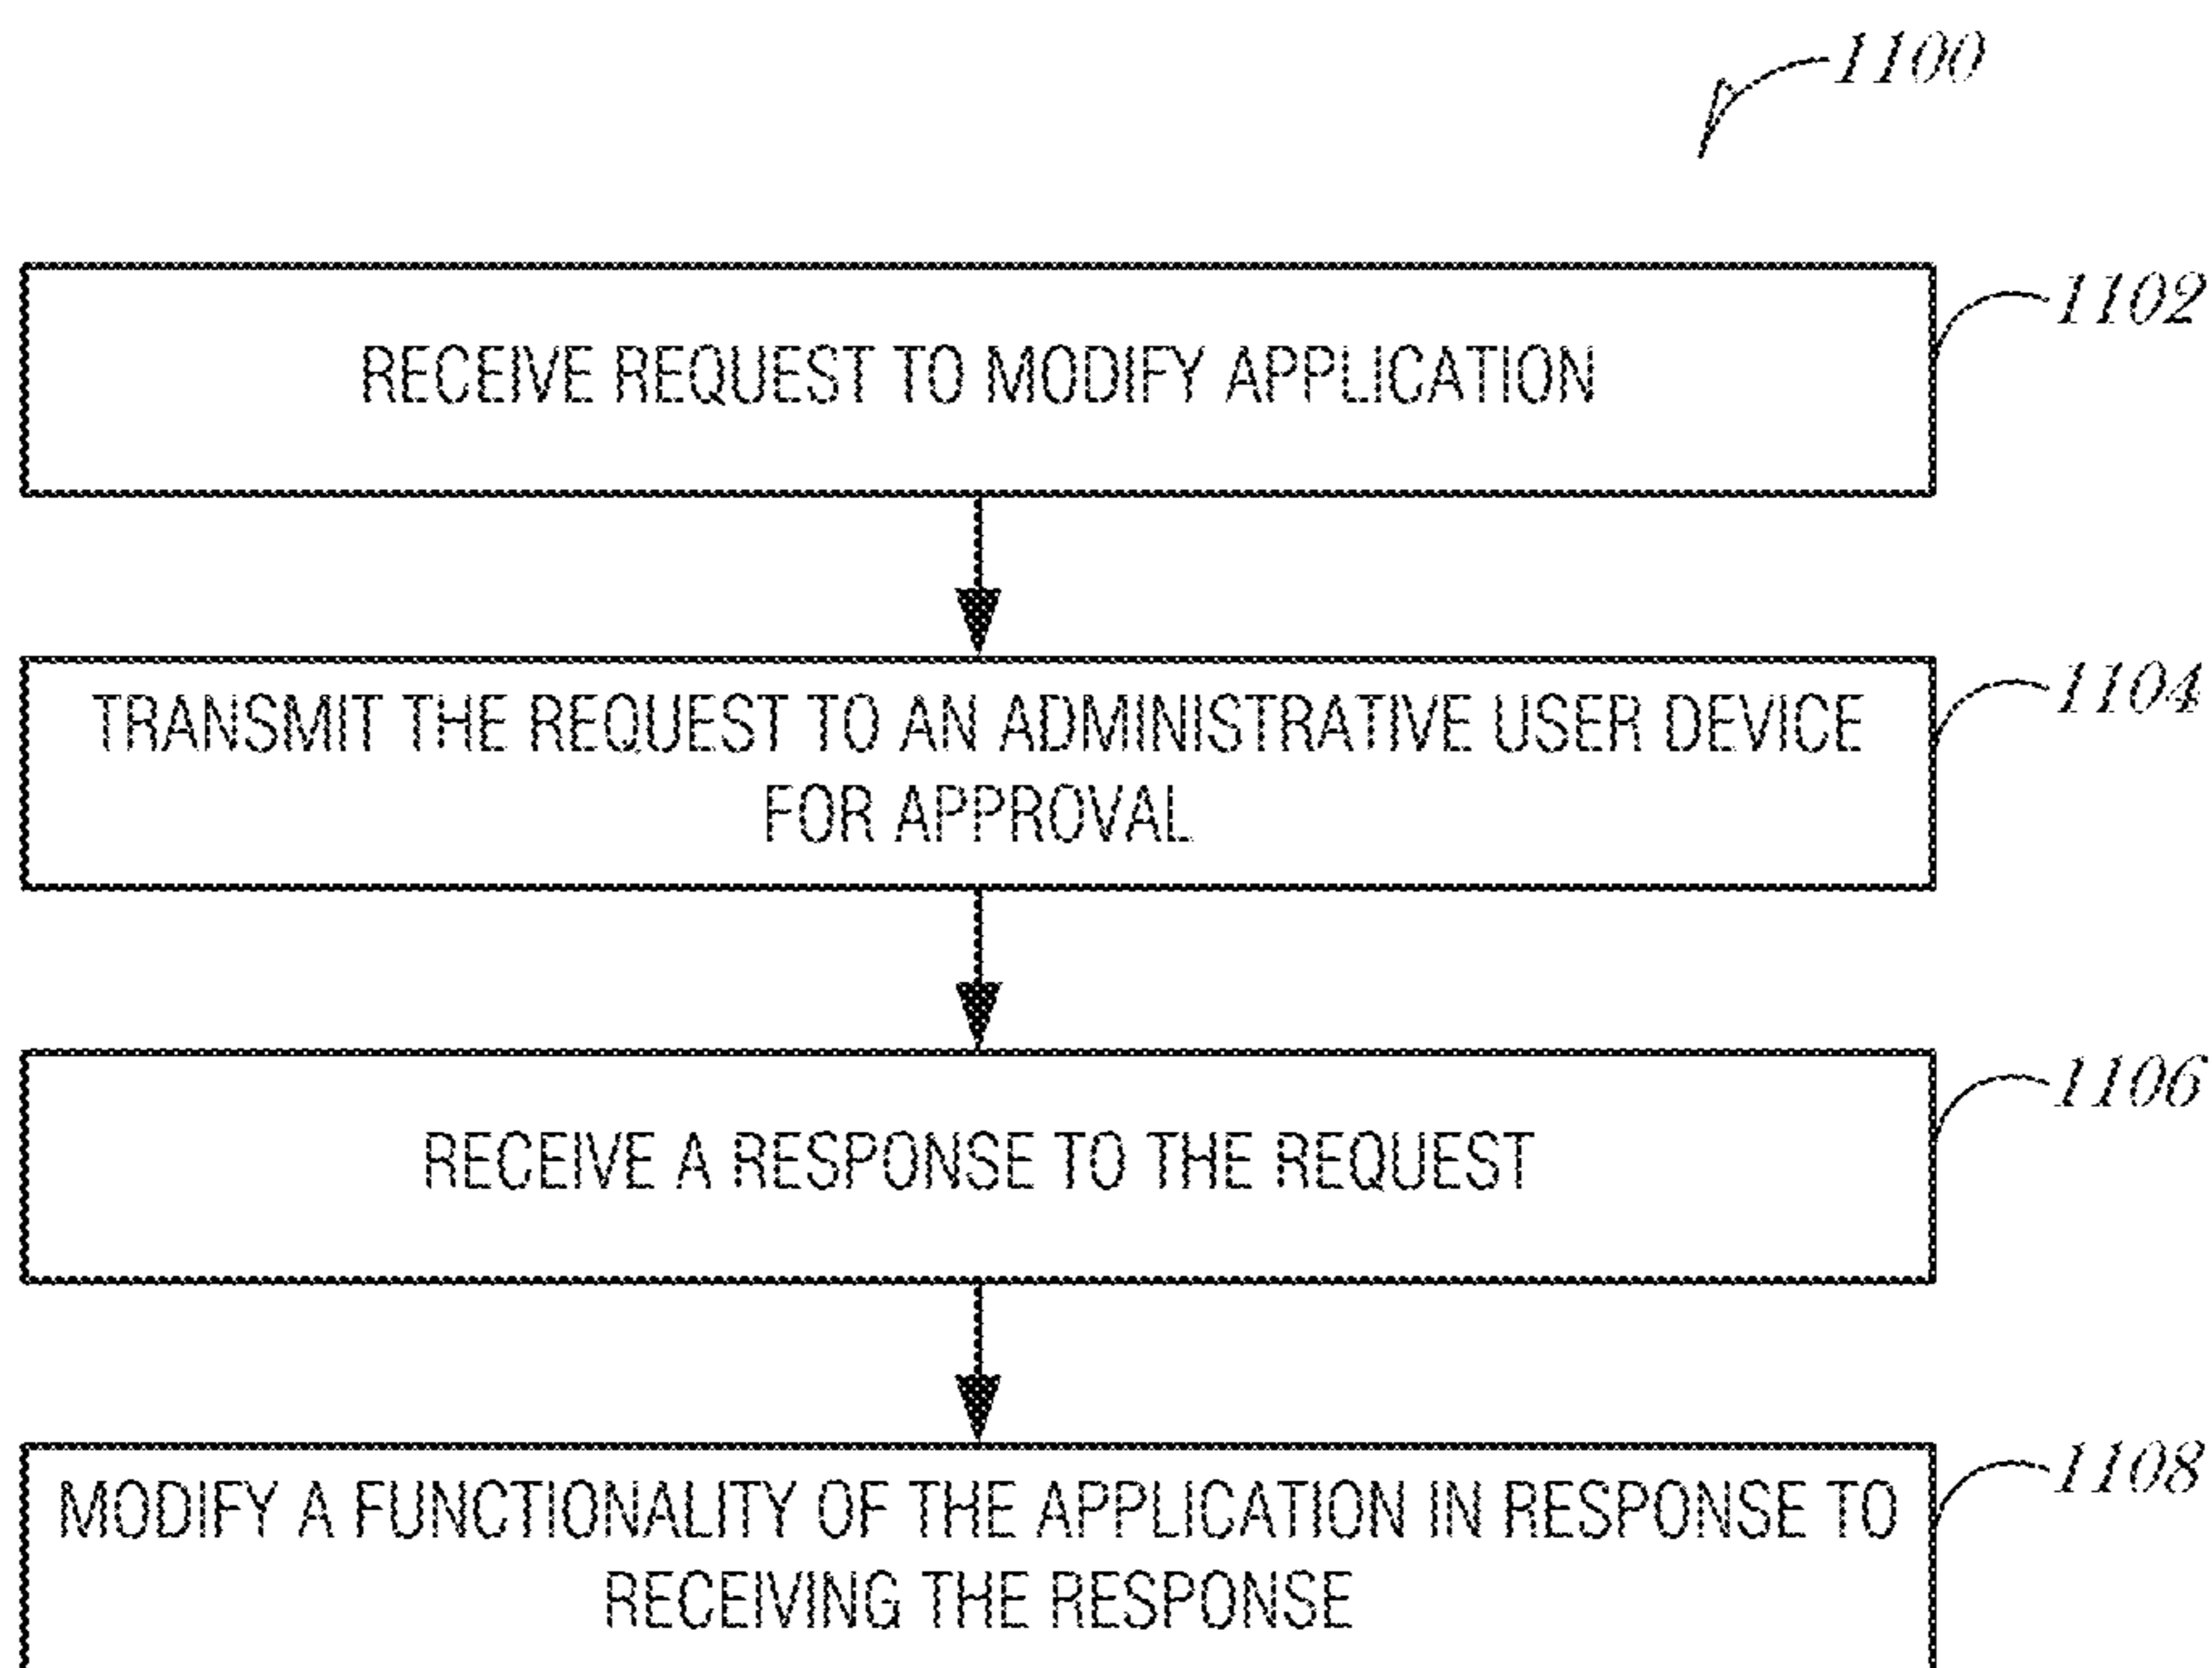 1100
RECEIVE REQUEST TO MODIFY APPLICATION
1102
TRANSMIT THE REQUEST TO AN ADMINISTRATIVE USER DEVICE
FOR APPROVAL
1104
RECEIVE A RESPONSE TO THE REQUEST
1106
MODIFY A FUNCTIONALITY OF THE APPLICATION IN RESPONSE TO
RECEIVING THE RESPONSE
1108